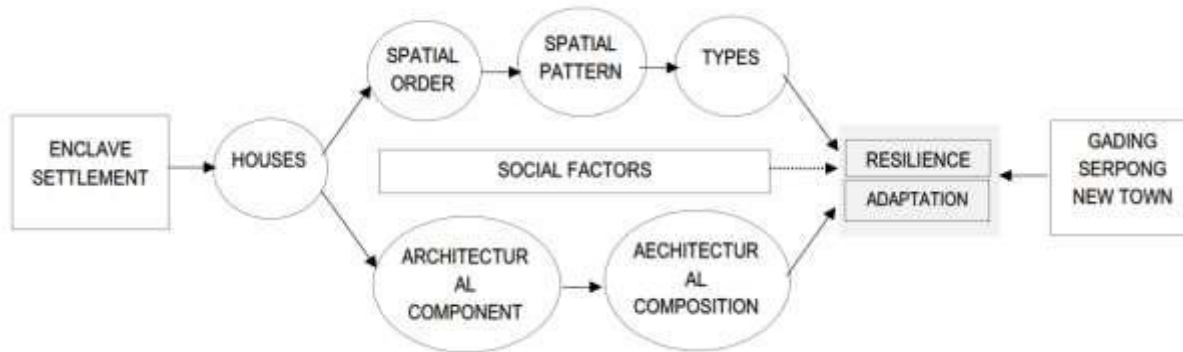 ENCLAVE
SETTLEMENT
HOUSES
SPATIAL
ORDER
SPATIAL
PATTERN
TYPES
SOCIAL FACTORS
ARCHITECTUR
AL
COMPONENT
AECHITECTUR
AL
COMPOSITION
RESILIENCE
ADAPTATION
GADING
SERPONG
NEW TOWN